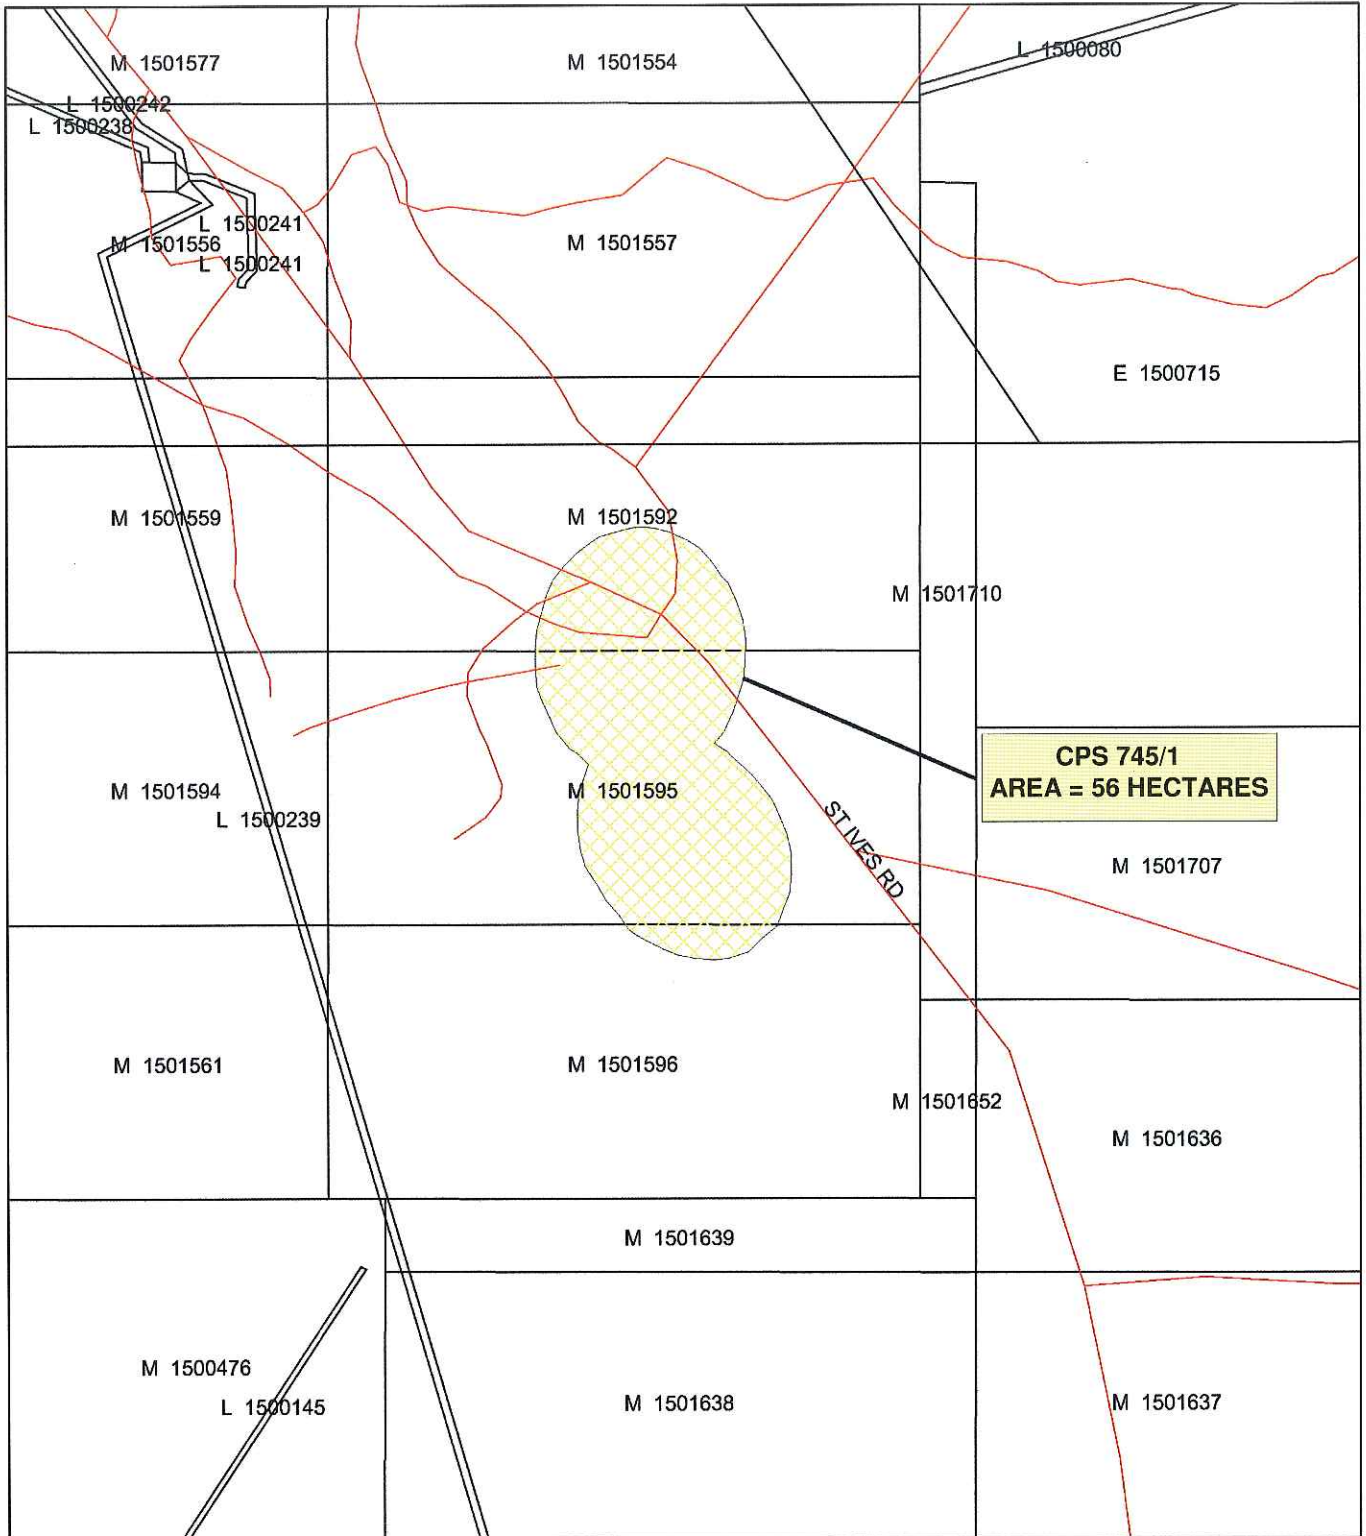 M 1501577
M 1501554
L 1500080
L 1500242
L 1500238
L 1500241
M 1501556
M 1501557
L 1500241
E 1500715
M 1501559
M 1501592
M 1501710
CPS 745/1
AREA = 56 HECTARES
M 1501594
M 1501595
L 1500239
ST IVES RD
M 1501707
M 1501561
M 1501596
M 1501652
M 1501636
M 1501639
M 1500476
L 1500145
M 1501638
M 1501637